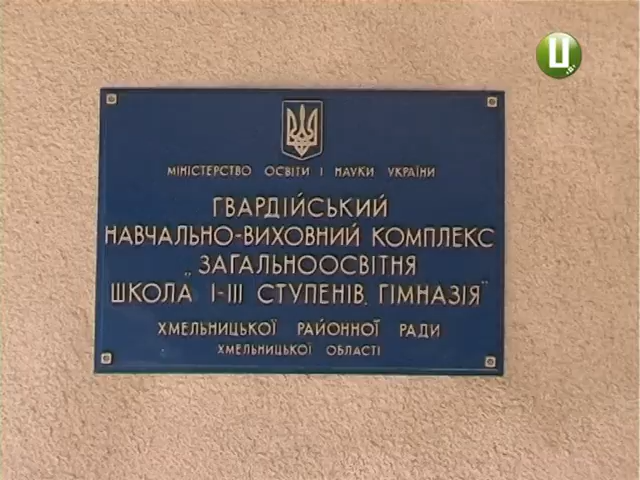 Ц
МІНІСТЕРСТВО ОСВІТИ І НАУКИ УКРАЇНИ
ГВАРДІЙСЬКИЙ
НАВЧАЛЬНО-ВИХОВНИЙ КОМПЛЕКС
„ЗАГАЛЬНООСВІТНЯ
ШКОЛА І-ІІІ СТУПЕНІВ, ГІМНАЗІЯ"
ХМЕЛЬНИЦЬКОЇ РАЙОННОЇ РАДИ
ХМЕЛЬНИЦЬКОЇ ОБЛАСТІ